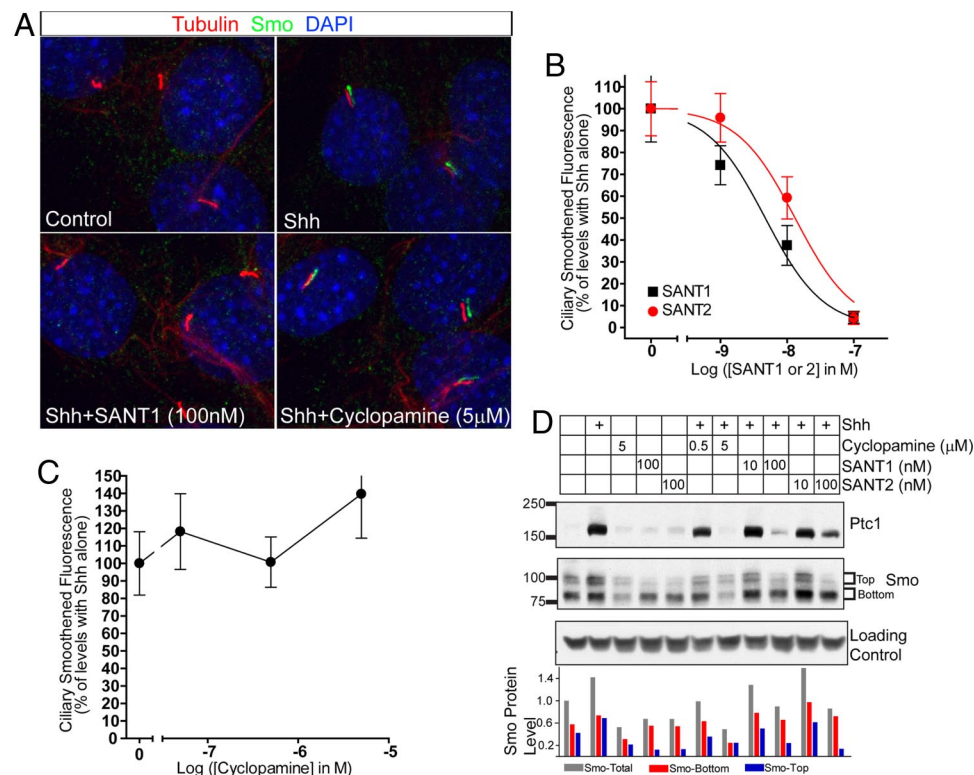 A
Tubulin Smo DAPI
Control
Shh
Shh+SANT1 (100nM)
Shh+Cyclopamine (5μM)
B
Ciliary Smoothened Fluorescence
(% of levels with Shh alone)
110
100
90
80
70
60
50
40
30
20
10
0
SANT1
SANT2
0 -9 -8 -7
Log ([SANT1 or 2] in M)
C
Ciliary Smoothened Fluorescence
(% of levels with Shh alone)
150
140
130
120
110
100
90
80
70
60
50
40
30
20
10
0
0 -7 -6 -5
Log ([Cyclopamine] in M)
D
+ + + + + + + Shh
5 0.5 5 Cyclopamine (μM)
100 10 100 SANT1 (nM)
100 10 100 SANT2 (nM)
250
150
Ptc1
100
75
Top Smo
Bottom
Loading
Control
Smo Protein
Level
1.4
0.6
0.2
Smo-Total Smo-Bottom Smo-Top